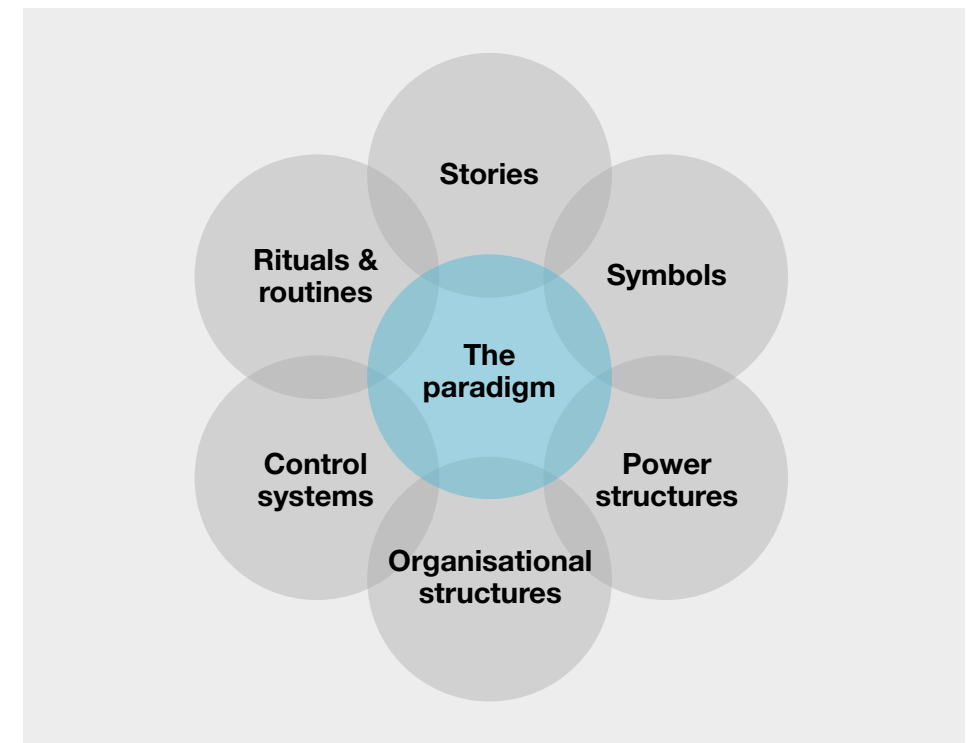 Stories
Rituals &
routines
Symbols
The
paradigm
Control
systems
Power
structures
Organisational
structures